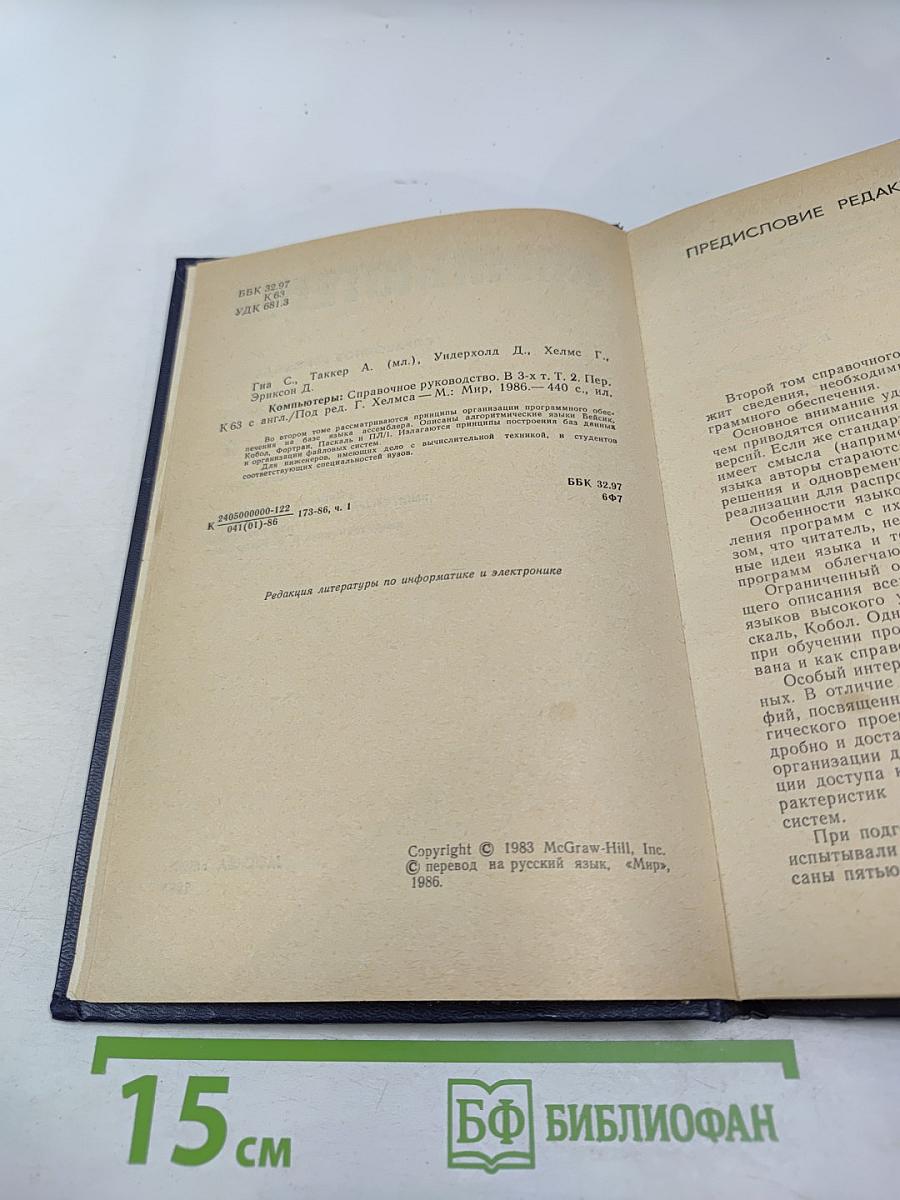 ББК 32.97
К 63
УДК 681.3
Гиа С., Таккер А. (мл.), Ундерхолд Д., Хелмс Г.,
Эриксон Д.
Компьютеры: Справочное руководство. В 3-х т. Т. 2. Пер.
К 63 с англ./Под ред. Г. Хелмса — М.: Мир, 1986.— 440 с., ил.
Во втором томе рассматриваются принципы организации программного обес-
печения на базе языка ассемблера. Описаны алгоритмические языки Бейсик,
Кобол, Фортран, Паскаль и ПЛ/1. Излагаются принципы построения баз данных
и организации файловых систем.
Для инженеров, имеющих дело с вычислительной техникой, и студентов
соответствующих специальностей вузов.
К 2405000000-122
041(01)-86 173-86, ч. 1
ББК 32.97
6Ф7
Редакция литературы по информатике и электронике
Copyright © 1983 McGraw-Hill, Inc.
© перевод на русский язык, «Мир»,
1986.
ПРЕДИСЛОВИЕ РЕДАК
Второй том справочного
жит сведения, необходим
граммного обеспечения.
Основное внимание уд
чем приводятся описания
версий. Если же стандар
имеет смысла (наприме
языка авторы стараются
решения и одновремен
реализации для распро
Особенности языко
ления программ с их
зом, что читатель, не
ные идеи языка и те
программ облегчаю
Ограниченный о
щего описания все
языков высокого у
скаль, Кобол. Одн
при обучении про
вана и как справо
Особый интер
ных. В отличие
фий, посвященн
гического прое
дробно и доста
организации д
ции доступа к
рактеристик
систем.
При подг
испытывали
саны пятью
15 см
БФ БИБЛИОФАН